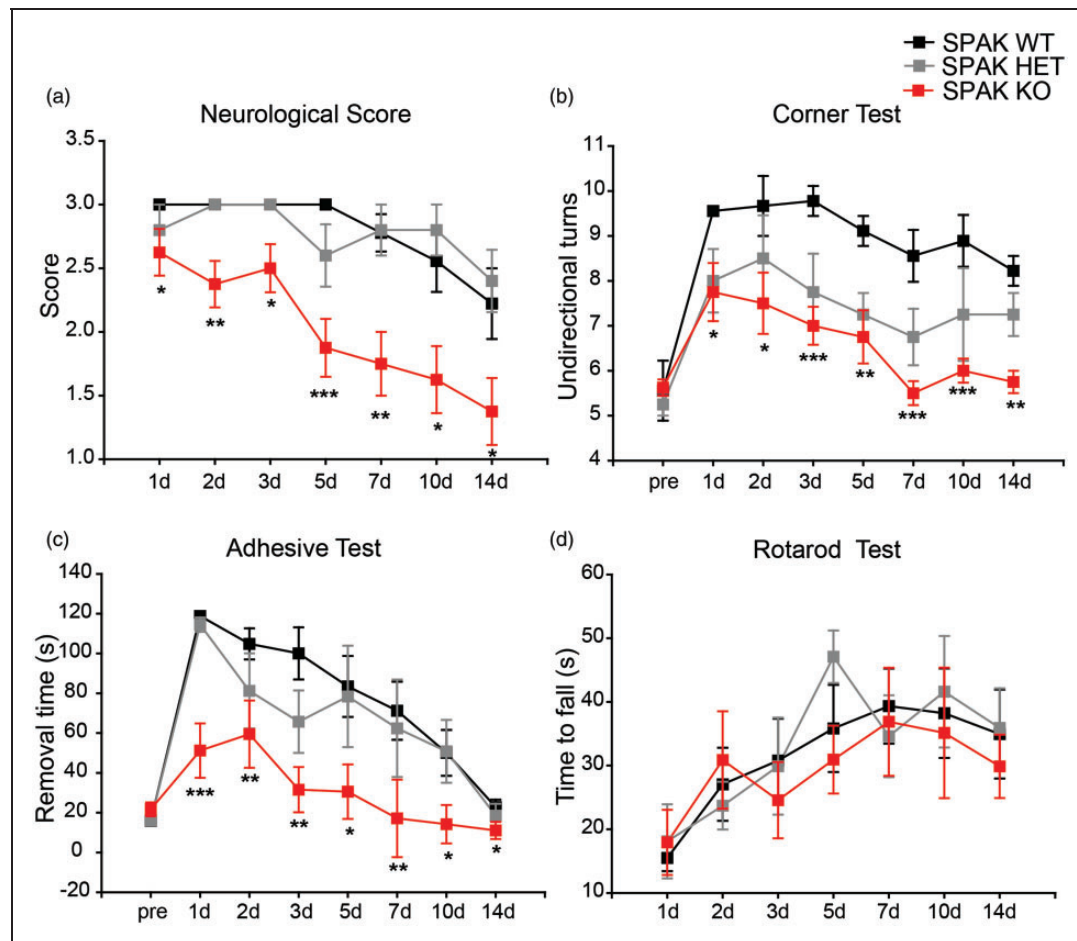 SPAK WT
SPAK HET
SPAK KO
(a)
Neurological Score
3.5
3.0
2.5
2.0
1.5
1.0
Score
* ** * *** ** * *
1d 2d 3d 5d 7d 10d 14d
(b)
Corner Test
11
10
9
8
7
6
5
4
Undirectional turns
* * *** ** *** *** **
pre 1d 2d 3d 5d 7d 10d 14d
(c)
Adhesive Test
140
120
100
80
60
40
20
0
-20
Removal time (s)
*** ** ** * ** * *
pre 1d 2d 3d 5d 7d 10d 14d
(d)
Rotarod Test
60
50
40
30
20
10
Time to fall (s)
1d 2d 3d 5d 7d 10d 14d